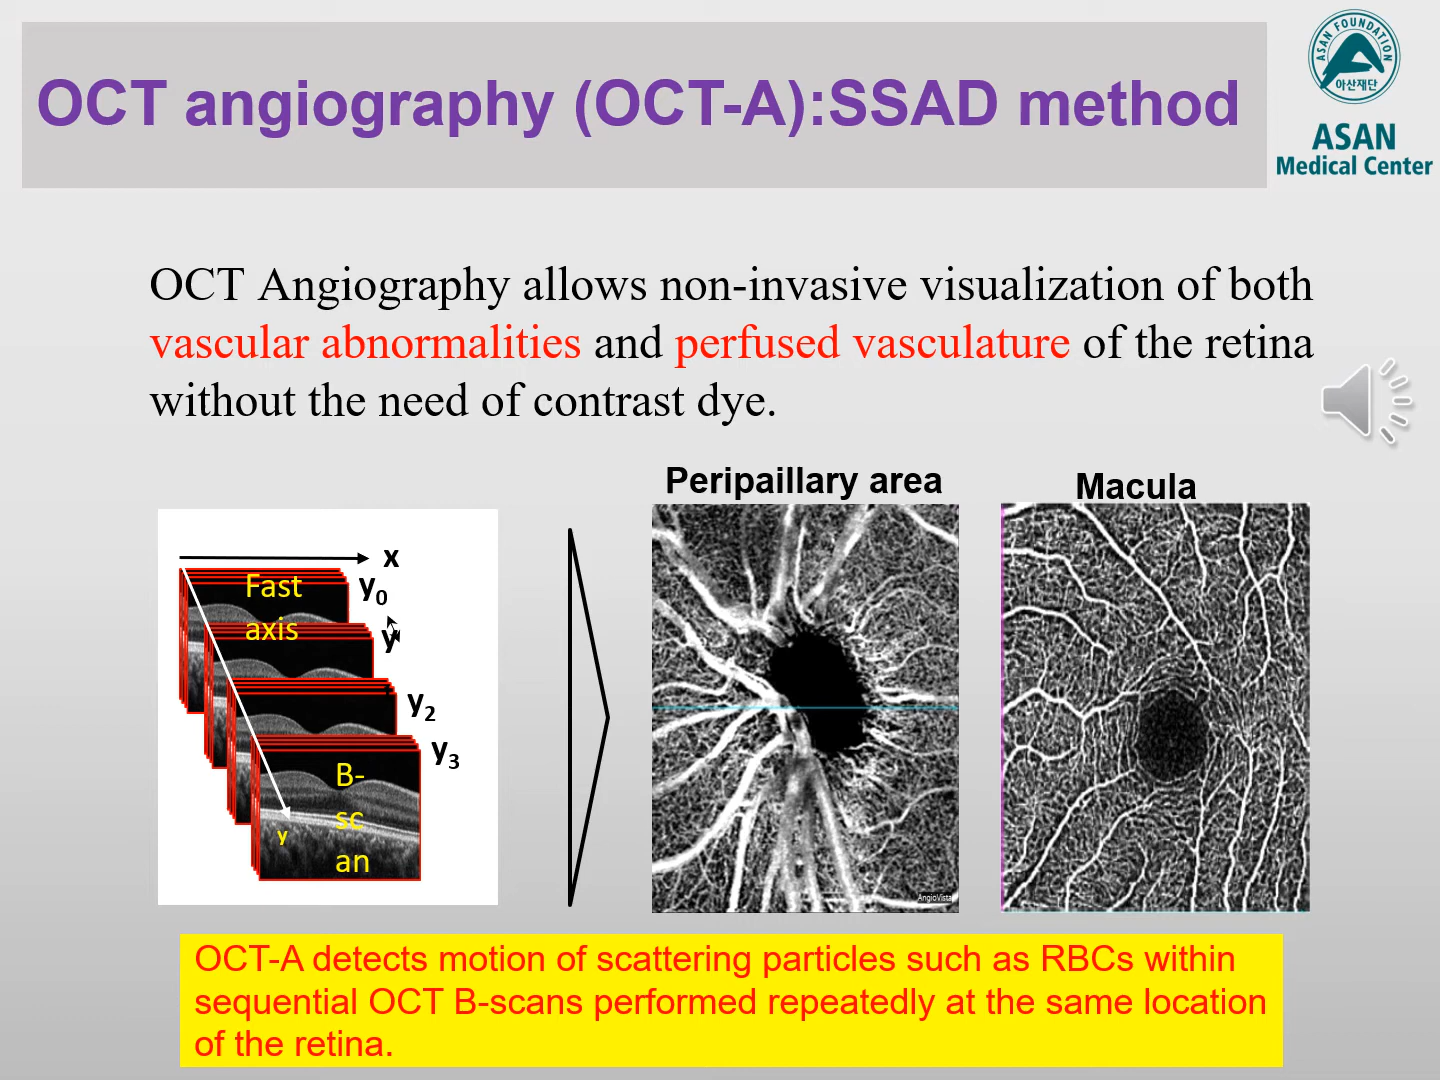 OCT angiography (OCT-A):SSAD method
ASAN FOUNDATION
아산재단
ASAN
Medical Center
OCT Angiography allows non-invasive visualization of both
vascular abnormalities and perfused vasculature of the retina
without the need of contrast dye.
Peripaillary area
Macula
x
Fast
axis
y0
y
y2
y3
B-
sc
an
y
AngioVista
OCT-A detects motion of scattering particles such as RBCs within
sequential OCT B-scans performed repeatedly at the same location
of the retina.